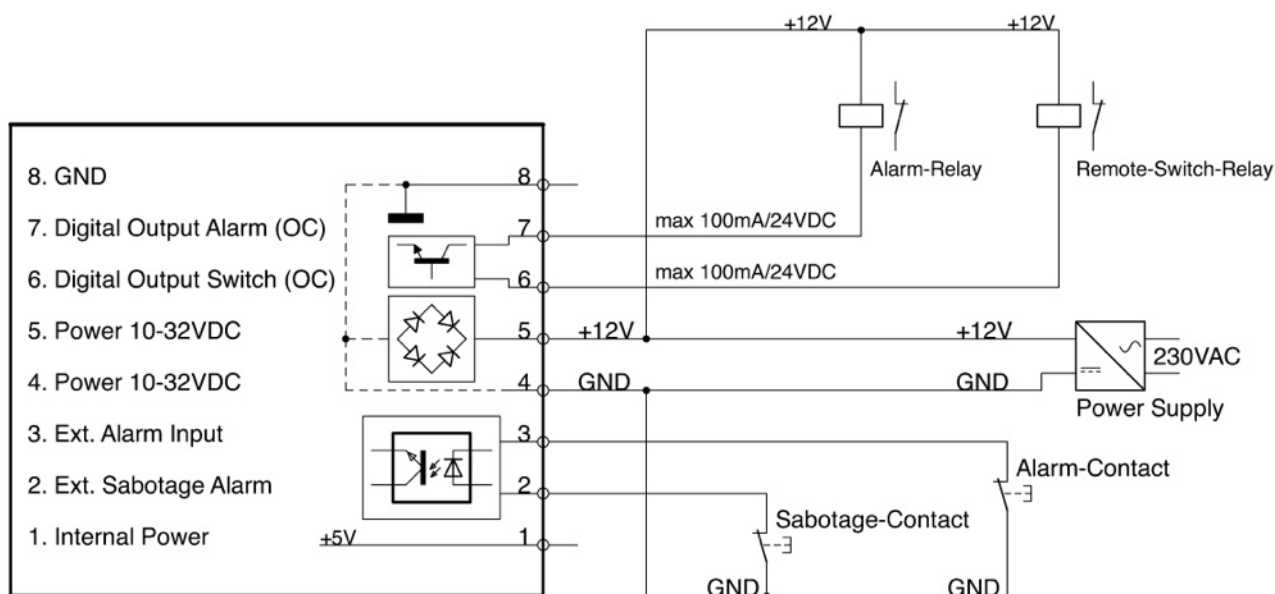 +12V +12V
Alarm-Relay Remote-Switch-Relay
8. GND 8
7. Digital Output Alarm (OC) 7 max 100mA/24VDC
6. Digital Output Switch (OC) 6 max 100mA/24VDC
5. Power 10-32VDC 5 +12V +12V
230VAC
4. Power 10-32VDC 4 GND GND
Power Supply
3. Ext. Alarm Input 3
Alarm-Contact
2. Ext. Sabotage Alarm 2
Sabotage-Contact
1. Internal Power +5V 1
GND GND